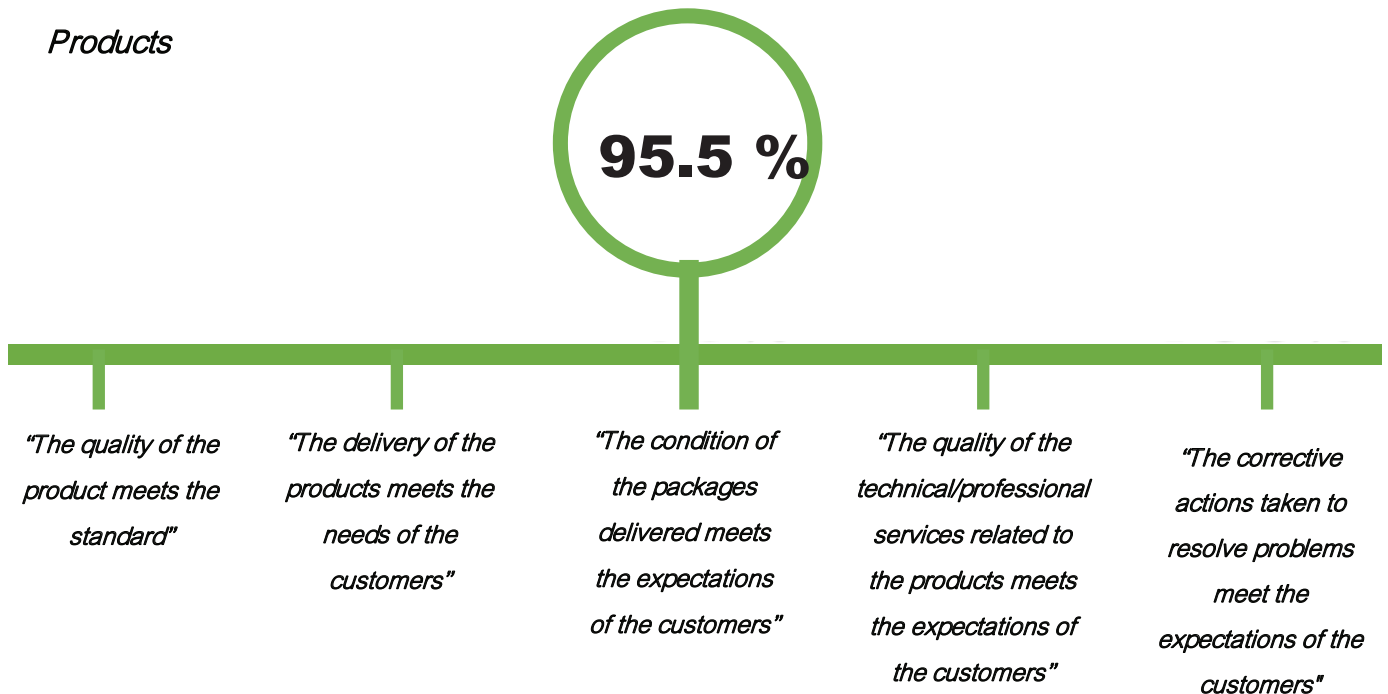 Products
95.5 %
“The quality of the
product meets the
standard”
“The delivery of the
products meets the
needs of the
customers”
“The condition of
the packages
delivered meets
the expectations
of the customers”
“The quality of the
technical/professional
services related to
the products meets
the expectations of
the customers”
“The corrective
actions taken to
resolve problems
meet the
expectations of the
customers"